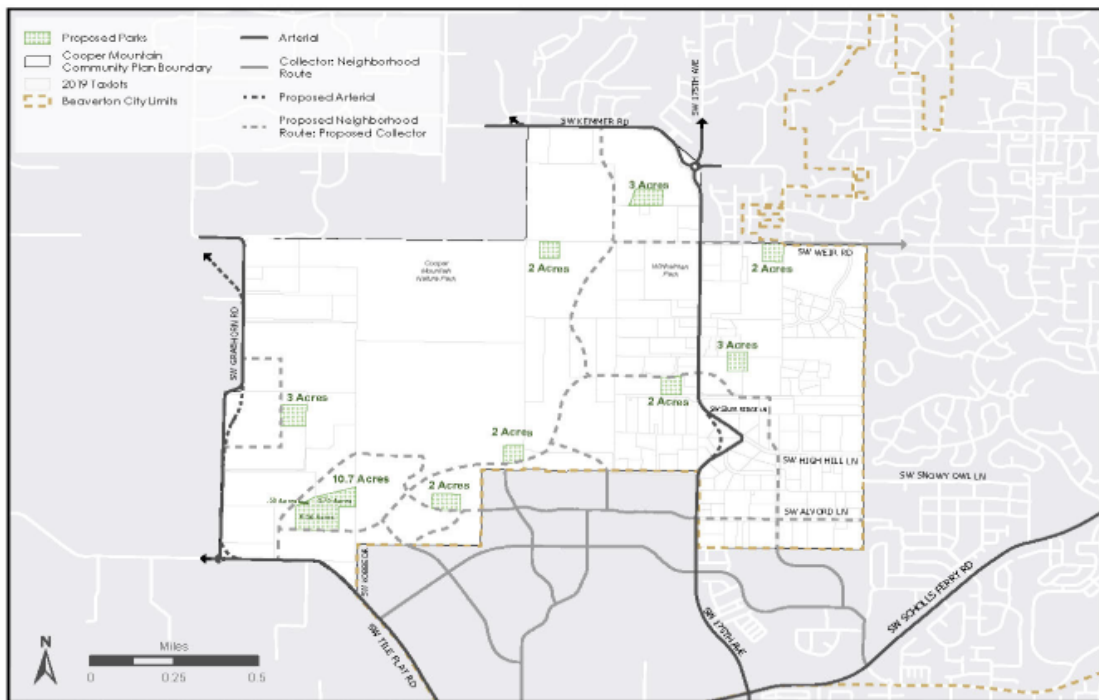 Proposed Parks
Cooper Mountain
Community Plan Boundary
2019 Taxlots
Beaverton City Limits
Arterial
Collector: Neighborhood
Route
Proposed Arterial
Proposed Neighborhood
Route: Proposed Collector
SW 175TH AVE
SW KEMMER RD
3 Acres
2 Acres
Cooper
Mountain
Nature Park
Winkelman
Park
SW WEIR RD
2 Acres
SW GRABHORN RD
3 Acres
2 Acres
3 Acres
2 Acres
SW HIGH HILL LN
SW SNOWY OWL LN
10.7 Acres
2 Acres
SW ALVORD LN
SW SCHOLLS FERRY RD
SW TILE FLAT RD
SW 175TH AVE
N
Miles
0 0.25 0.5